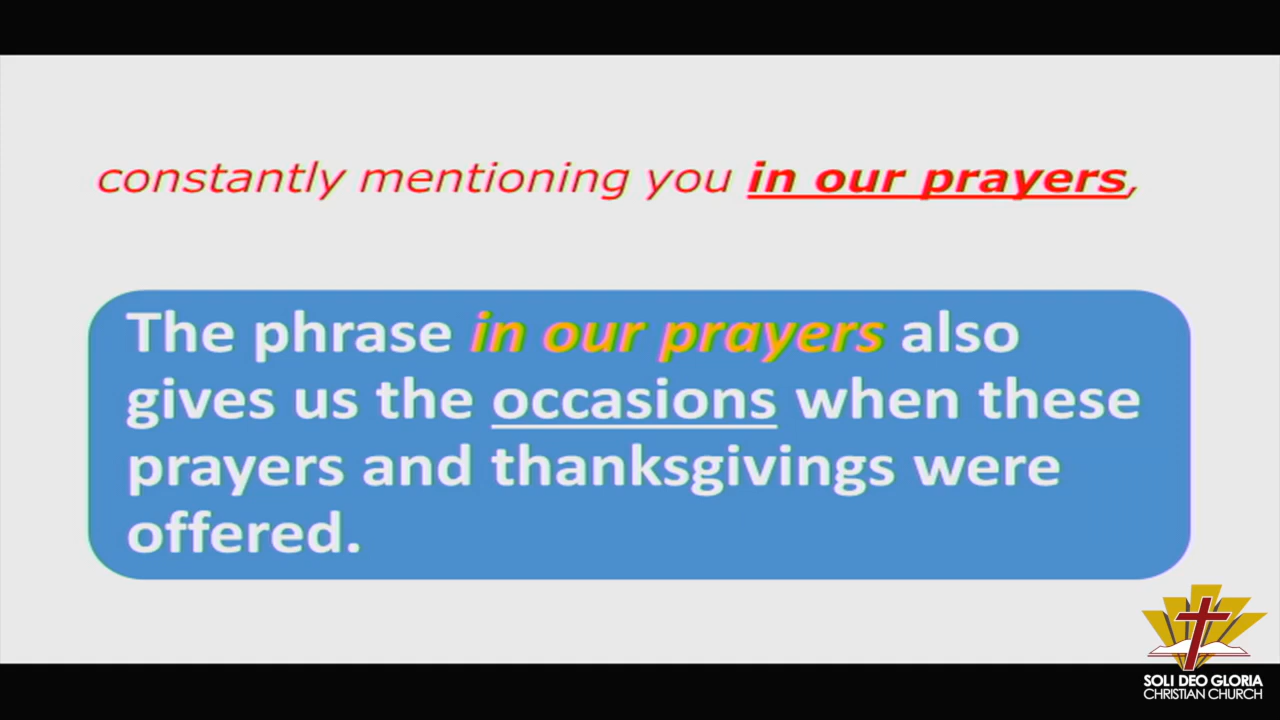 constantly mentioning you in our prayers,
The phrase in our prayers also
gives us the occasions when these
prayers and thanksgivings were
offered.
SOLI DEO GLORIA
CHRISTIAN CHURCH